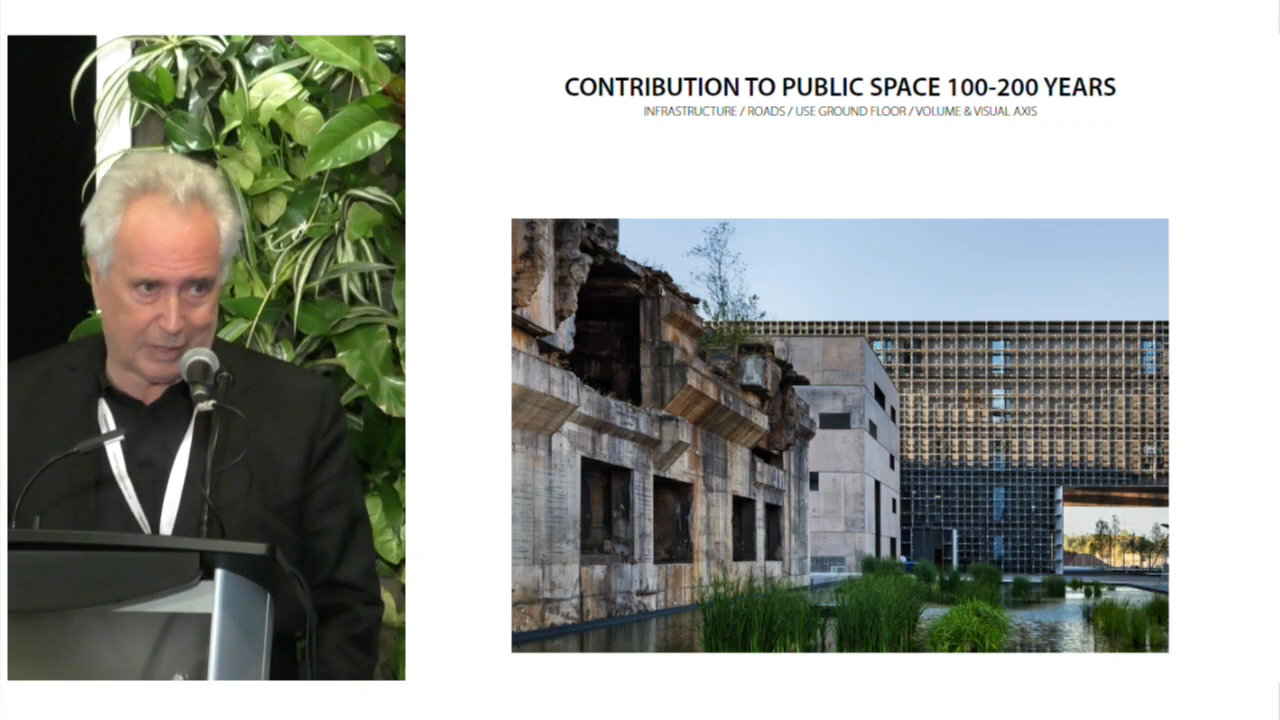 CONTRIBUTION TO PUBLIC SPACE 100-200 YEARS
INFRASTRUCTURE / ROADS / USE GROUND FLOOR / VOLUME & VISUAL AXIS